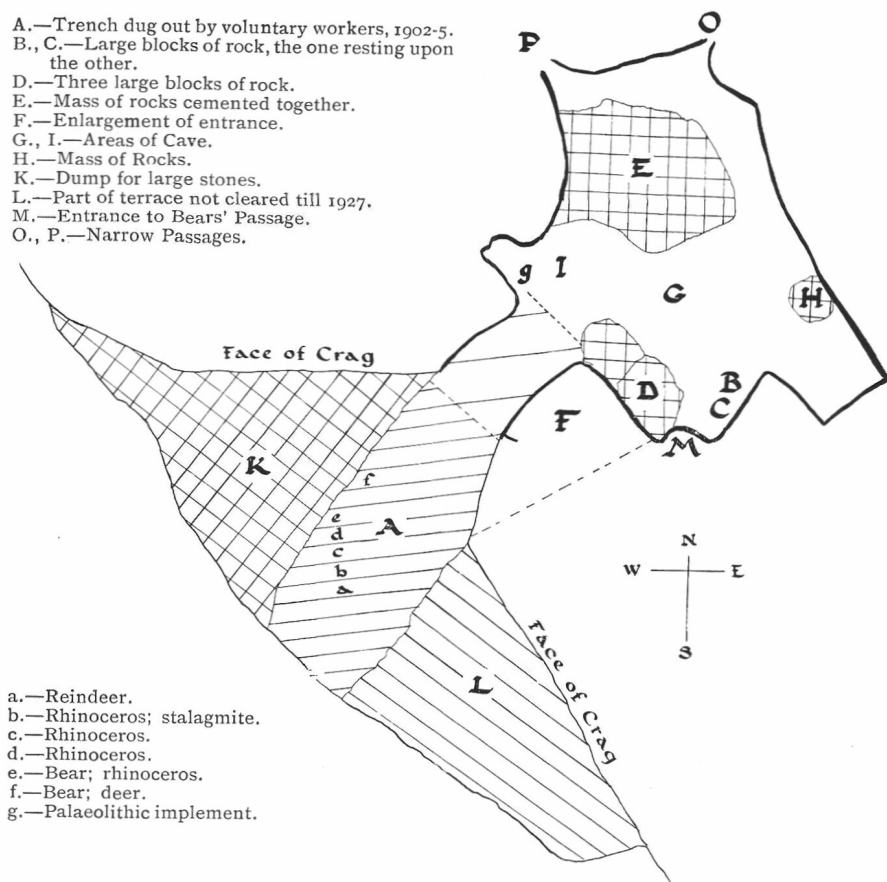 A.—Trench dug out by voluntary workers, 1902-5.
B., C.—Large blocks of rock, the one resting upon
the other.
D.—Three large blocks of rock.
E.—Mass of rocks cemented together.
F.—Enlargement of entrance.
G., I.—Areas of Cave.
H.—Mass of Rocks.
K.—Dump for large stones.
L.—Part of terrace not cleared till 1927.
M.—Entrance to Bears' Passage.
O., P.—Narrow Passages.
P
O
E
g
I
G
H
Face of Crag
D
B
C
F
M
K
f
e
A
d
c
b
a
N
W
E
S
Face of Crag
L
a.—Reindeer.
b.—Rhinoceros; stalagmite.
c.—Rhinoceros.
d.—Rhinoceros.
e.—Bear; rhinoceros.
f.—Bear; deer.
g.—Palaeolithic implement.